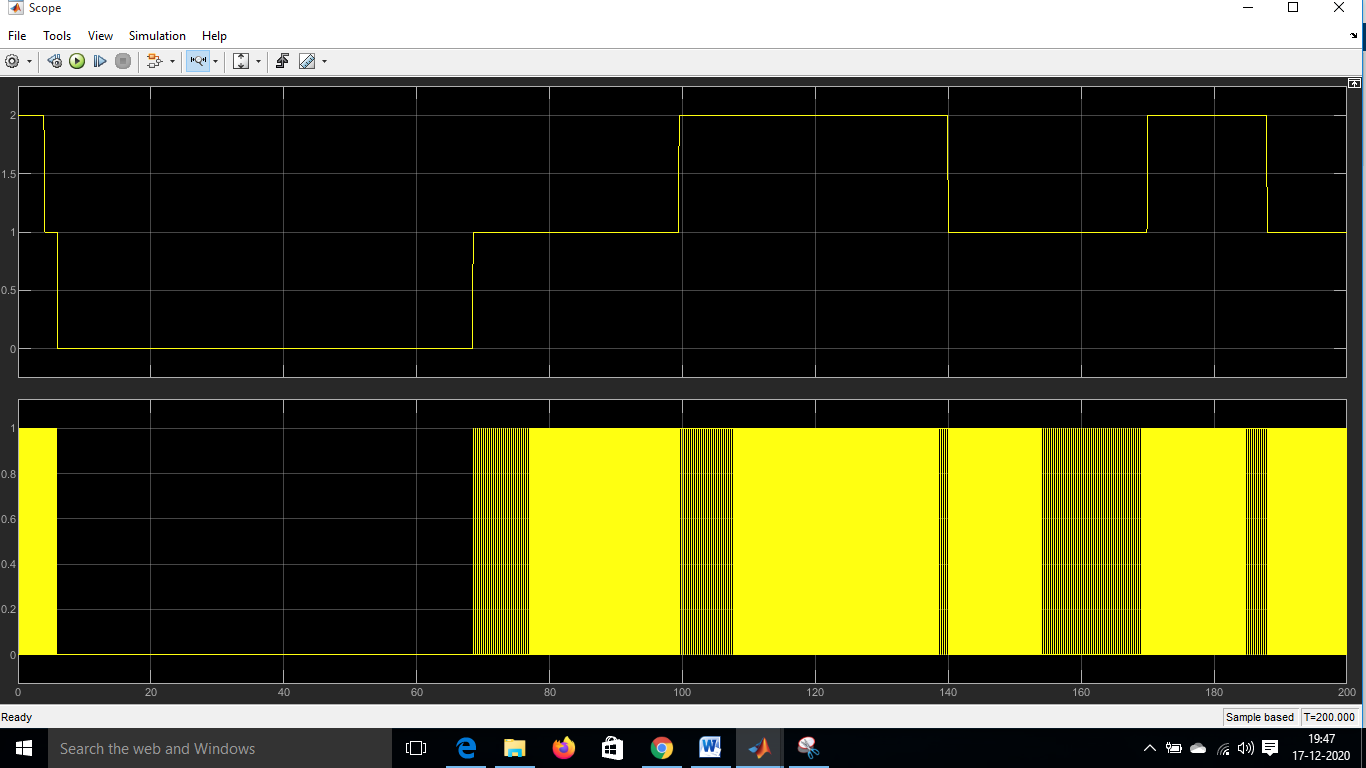 Scope
File Tools View Simulation Help
2
1.5
1
0.5
0
1
0.8
0.6
0.4
0.2
0
0 20 40 60 80 100 120 140 160 180 200
Ready Sample based T=200.000
Search the web and Windows
19:47
17-12-2020